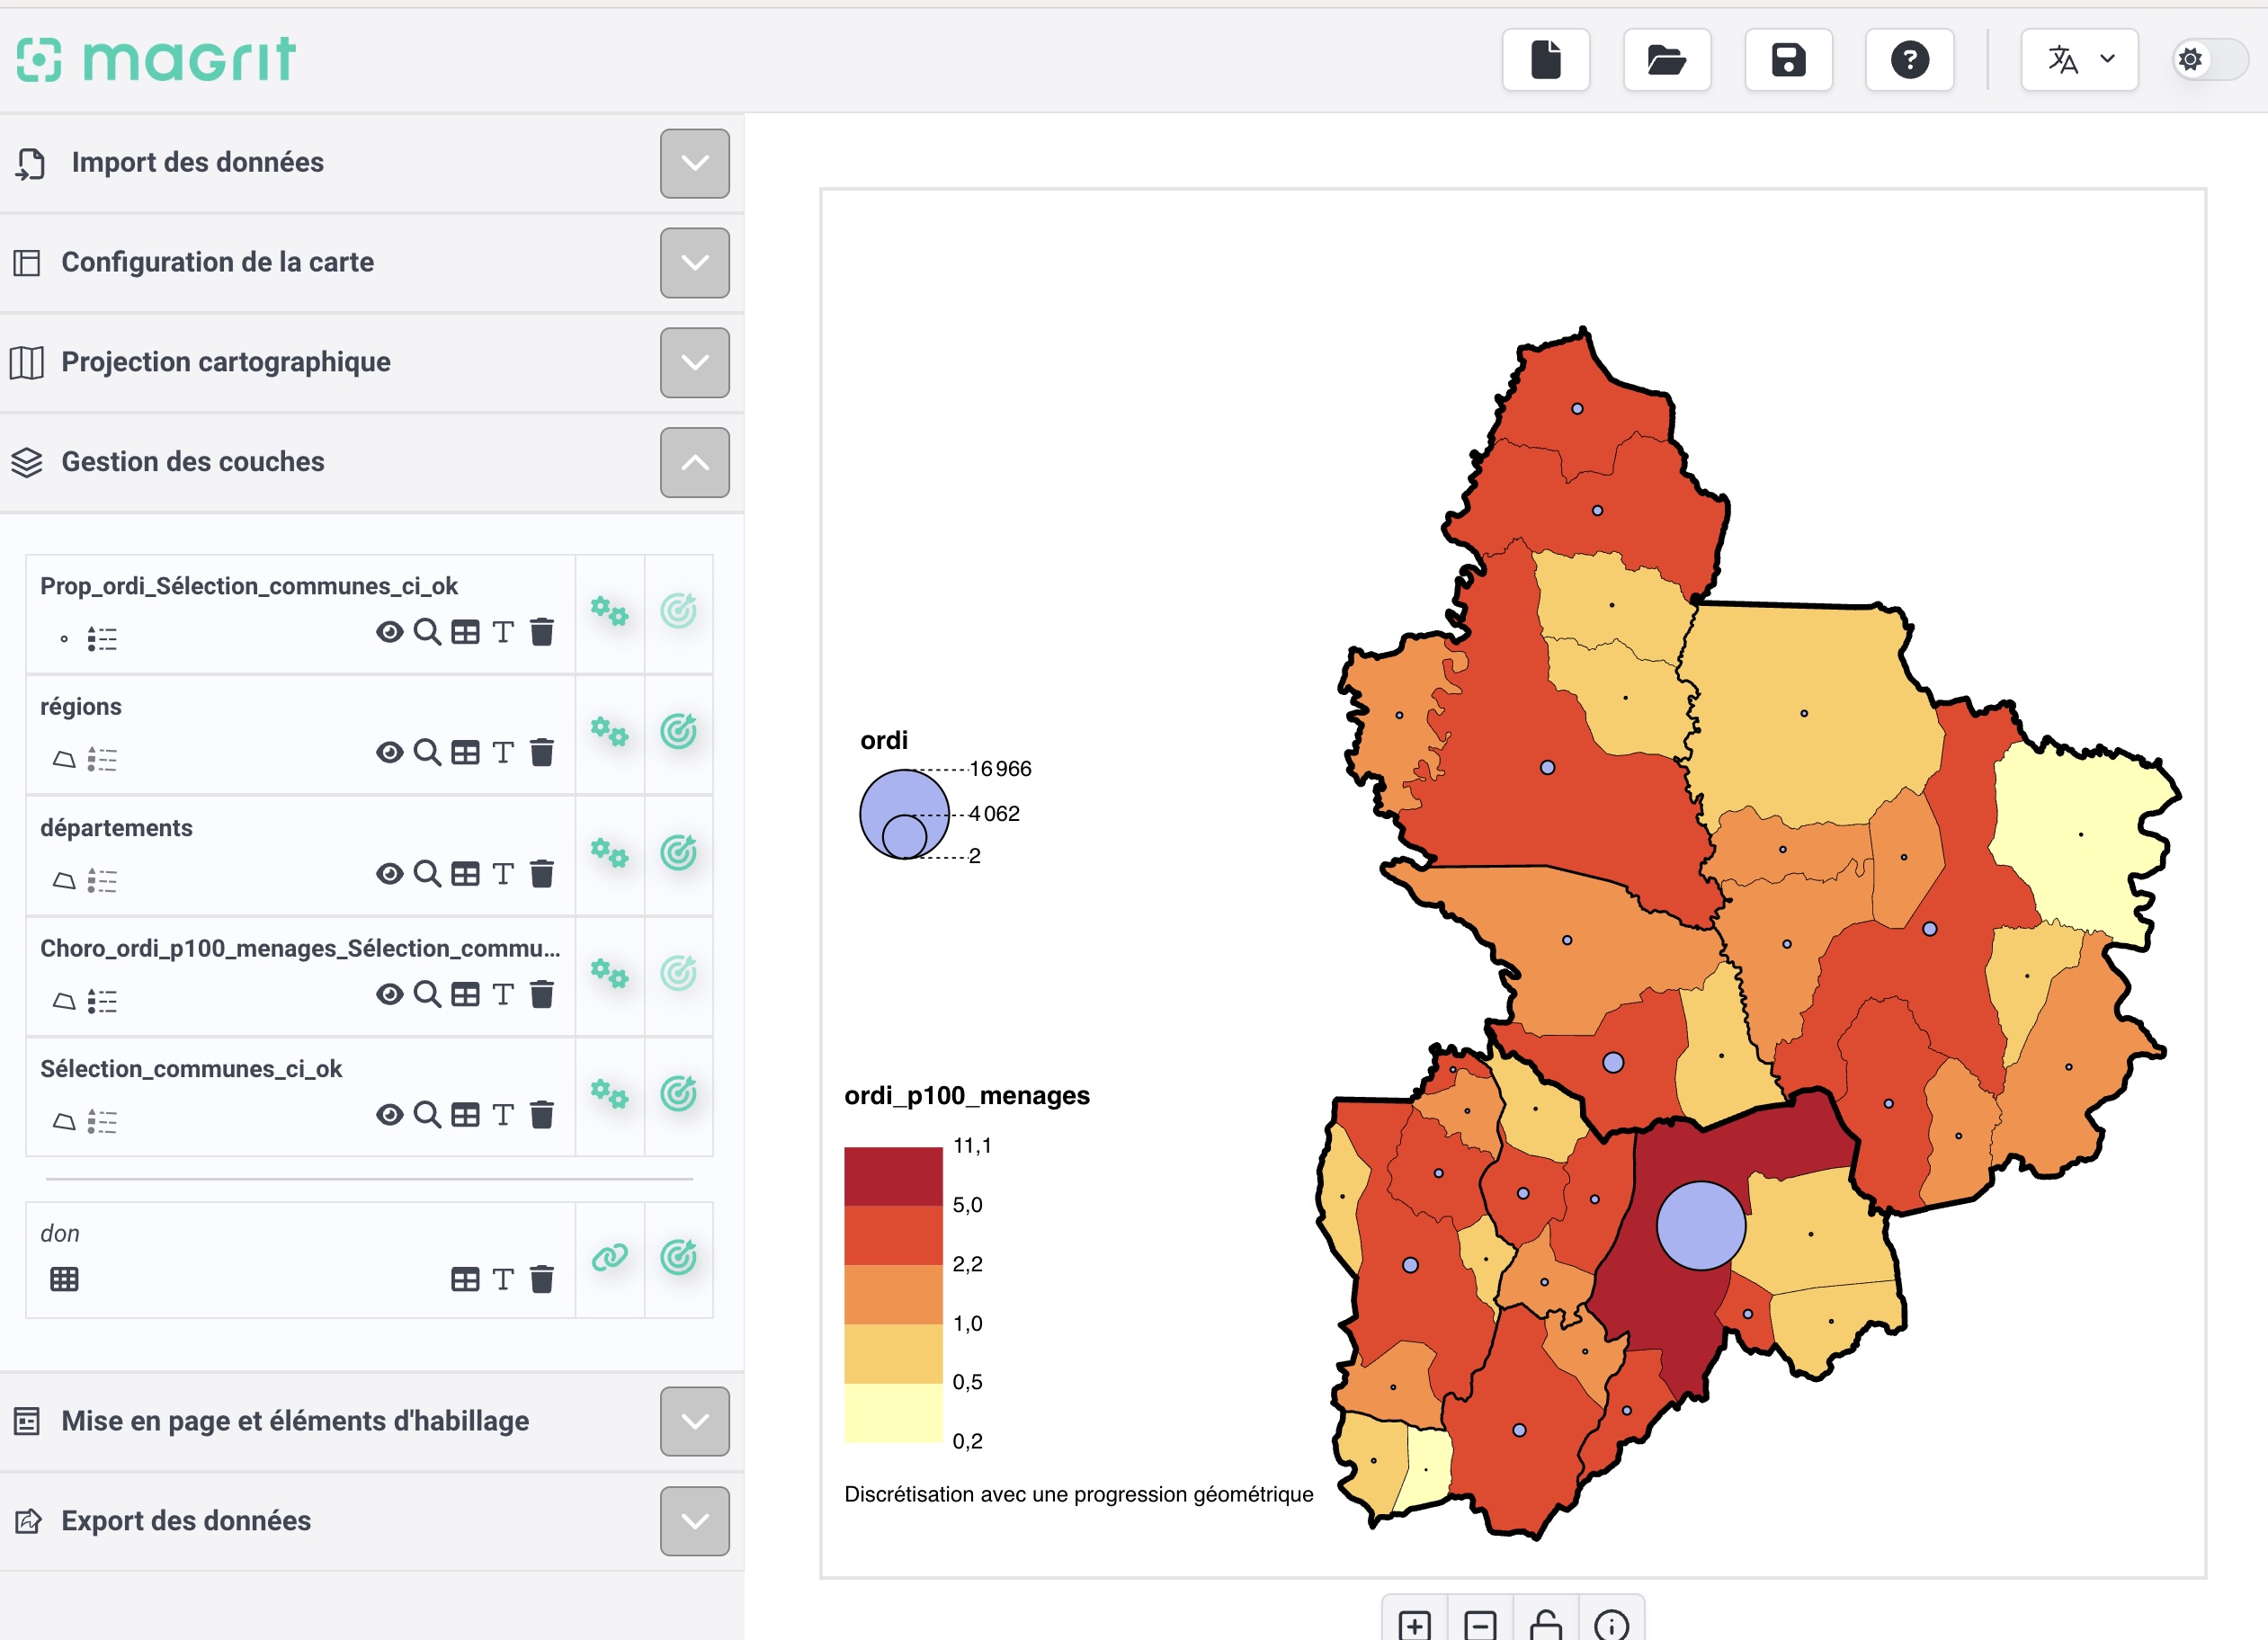 magrit
Import des données
Configuration de la carte
Projection cartographique
Gestion des couches
Prop_ordi_Sélection_communes_ci_ok
régions
départements
Choro_ordi_p100_menages_Sélection_commu...
Sélection_communes_ci_ok
don
Mise en page et éléments d'habillage
Export des données
ordi
16 966
4 062
2
ordi_p100_menages
11,1
5,0
2,2
1,0
0,5
0,2
Discrétisation avec une progression géométrique